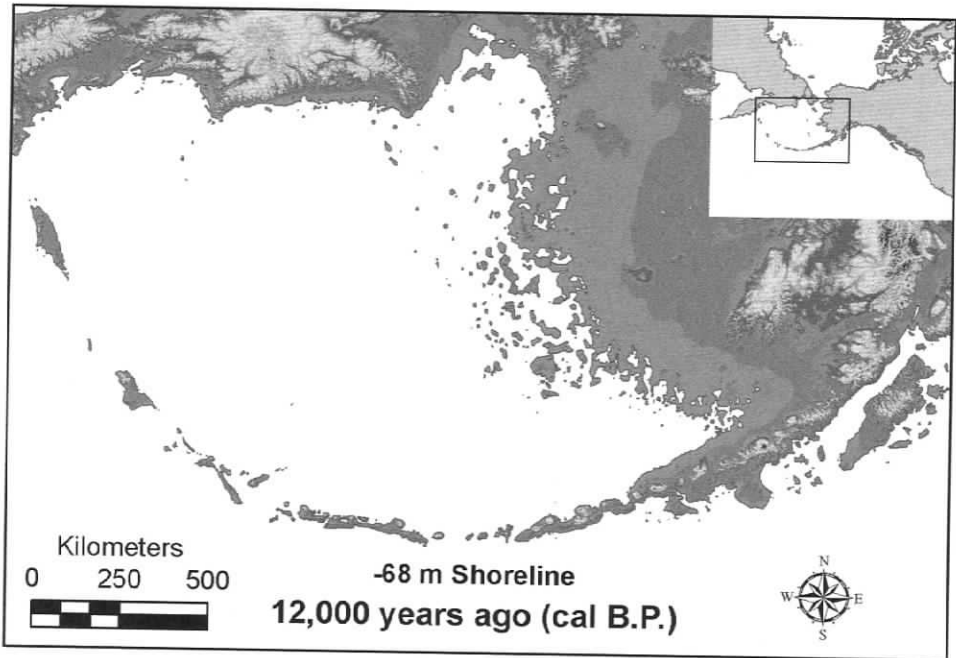 Kilometers
0 250 500
-68 m Shoreline
12,000 years ago (cal B.P.)
N
W E
S